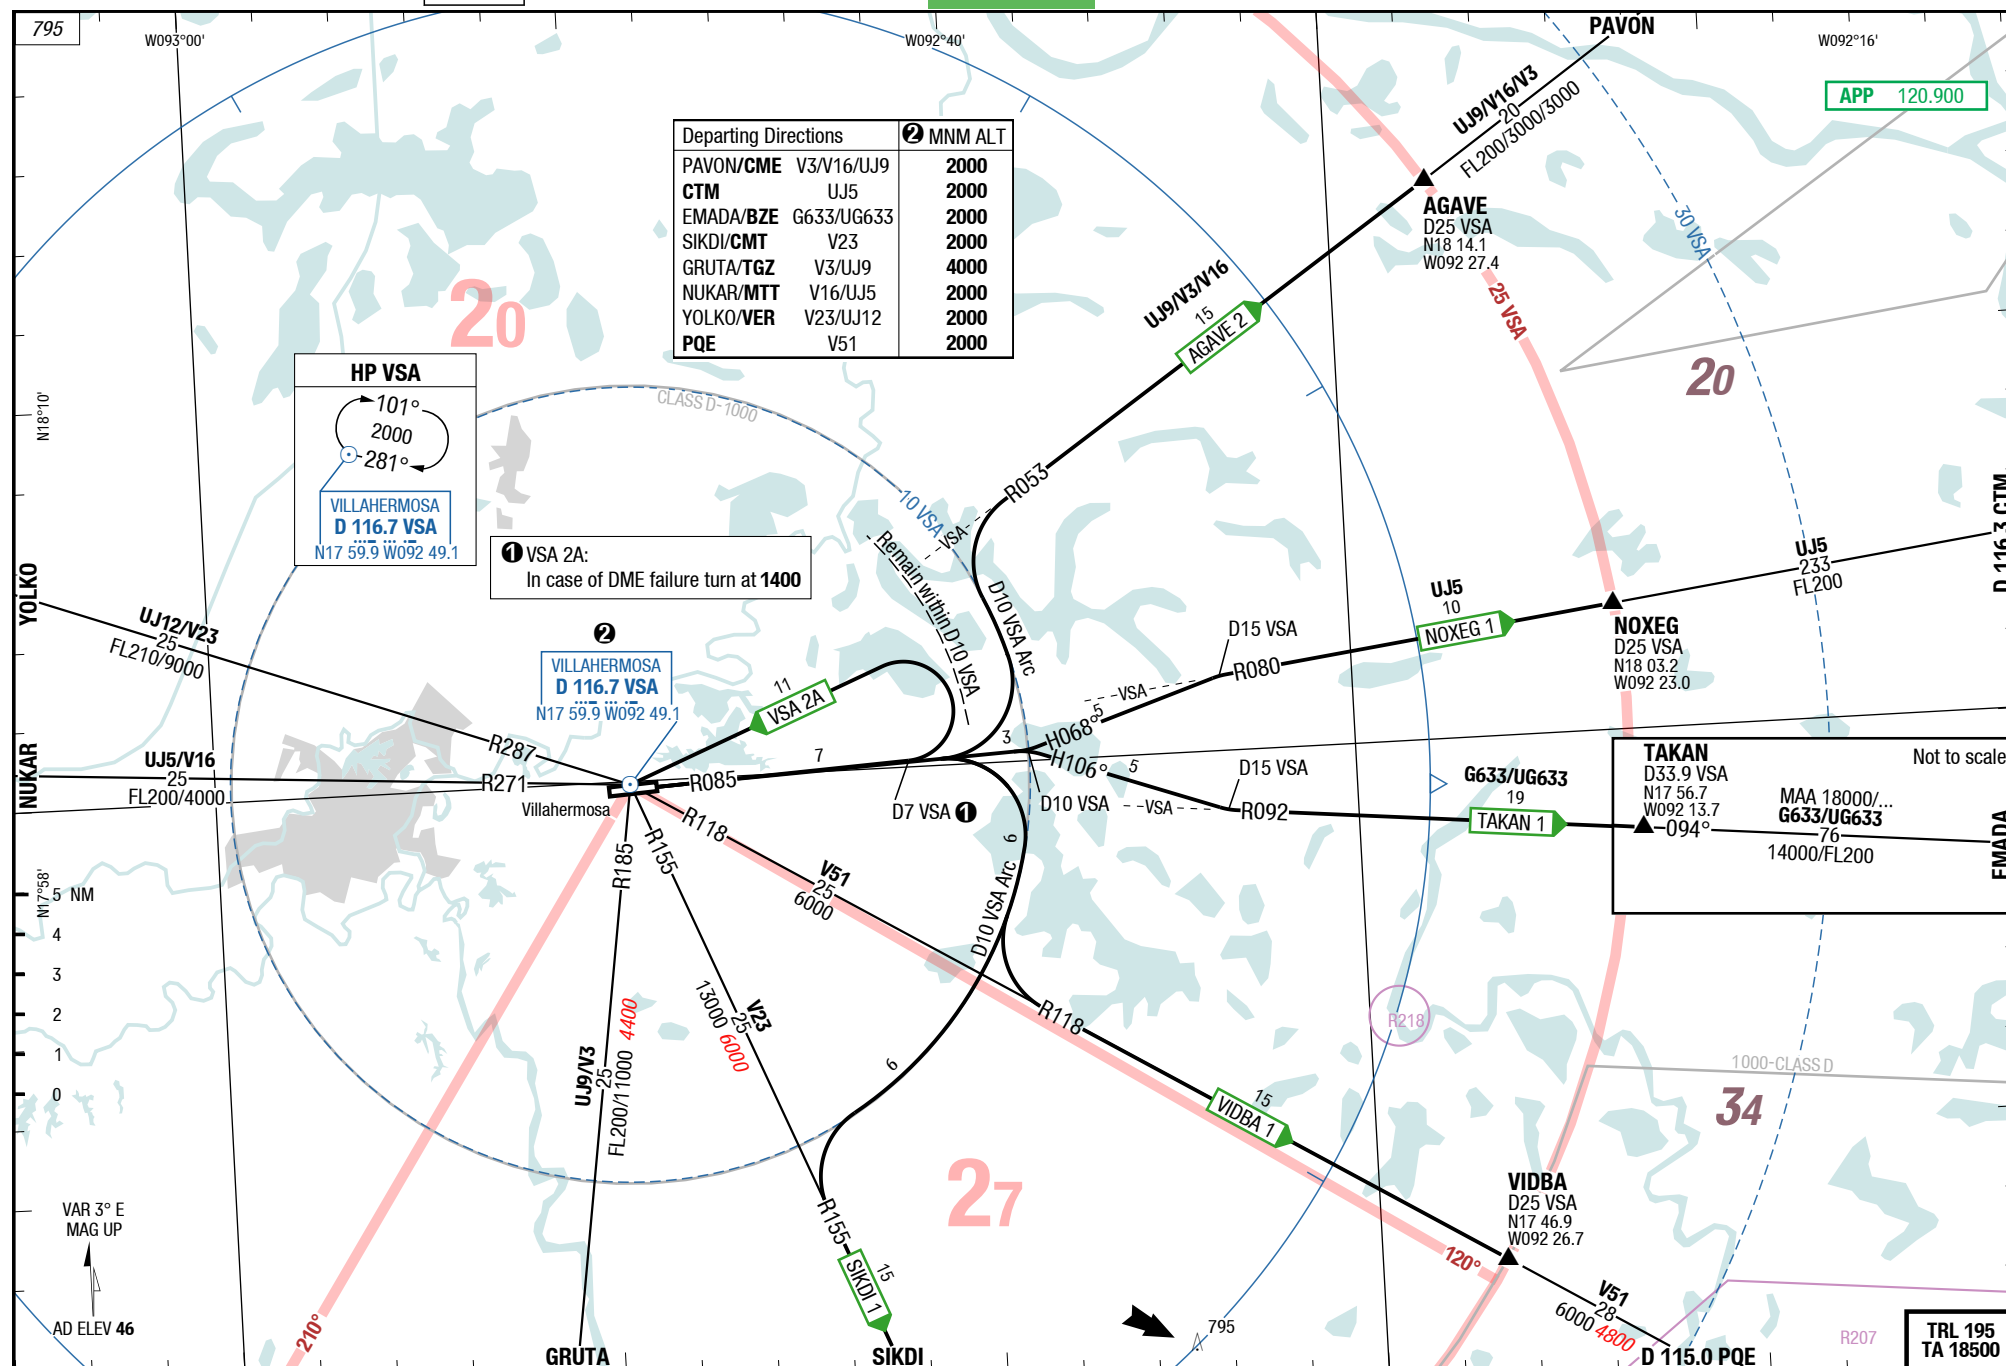 795
W093°00'
W092°40'
PAVON
W092°16'
APP 120.900
UJ9/V16/V3
20
FL200/3000/3000
Departing Directions ❷ MNM ALT
PAVON/CME V3/V16/UJ9 2000
CTM UJ5 2000
EMADA/BZE G633/UG633 2000
SIKDI/CMT V23 2000
GRUTA/TGZ V3/UJ9 4000
NUKAR/MTT V16/UJ5 2000
YOLKO/VER V23/UJ12 2000
PQE V51 2000
AGAVE
D25 VSA
N18 14.1
W092 27.4
30 VSA
25 VSA
UJ9/V3/V16
15
AGAVE 2
20
20
HP VSA
101°
2000
281°
VILLAHERMOSA
D 116.7 VSA
N17 59.9 W092 49.1
N18°10'
CLASS D-1000
10 VSA
R053
VSA
Remain within D10 VSA
D10 VSA Arc
❶ VSA 2A:
In case of DME failure turn at 1400
D 116.3 CTM
UJ5
233
FL200
UJ5
10
NOXEG 1
NOXEG
D25 VSA
N18 03.2
W092 23.0
YOLKO
UJ12/V23
25
FL210/9000
R287
❷
VILLAHERMOSA
D 116.7 VSA
N17 59.9 W092 49.1
11
VSA 2A
D15 VSA
R080
VSA
5
H068°
3
7
NUKAR
UJ5/V16
25
FL200/4000
R271
R085
Villahermosa
H106°
5
D15 VSA
VSA
R092
D10 VSA
D7 VSA ❶
G633/UG633
19
TAKAN 1
TAKAN
D33.9 VSA
N17 56.7
W092 13.7
094°
Not to scale
MAA 18000/...
G633/UG633
76
14000/FL200
EMADA
R118
R155
R185
V51
25
6000
9
D10 VSA Arc
N17°58'
5 NM
4
3
2
1
0
V23
25
13000 6000
UJ9/V3
25
FL200/11000 4400
6
R118
R218
1000-CLASS D
34
15
VIDBA 1
27
VIDBA
D25 VSA
N17 46.9
W092 26.7
R155
15
SIKDI 1
120°
210°
VAR 3° E
MAG UP
AD ELEV 46
795
V51
28
6000 4800
R207
TRL 195
TA 18500
GRUTA
SIKDI
D 115.0 PQE